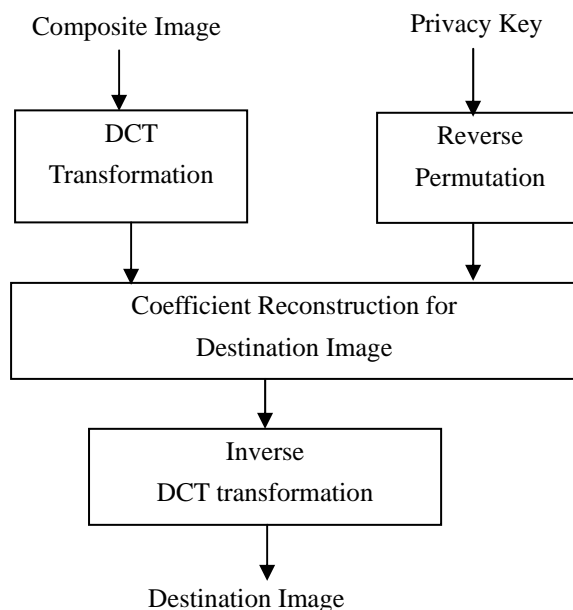 Composite Image
Privacy Key
DCT
Transformation
Reverse
Permutation
Coefficient Reconstruction for
Destination Image
Inverse
DCT transformation
Destination Image